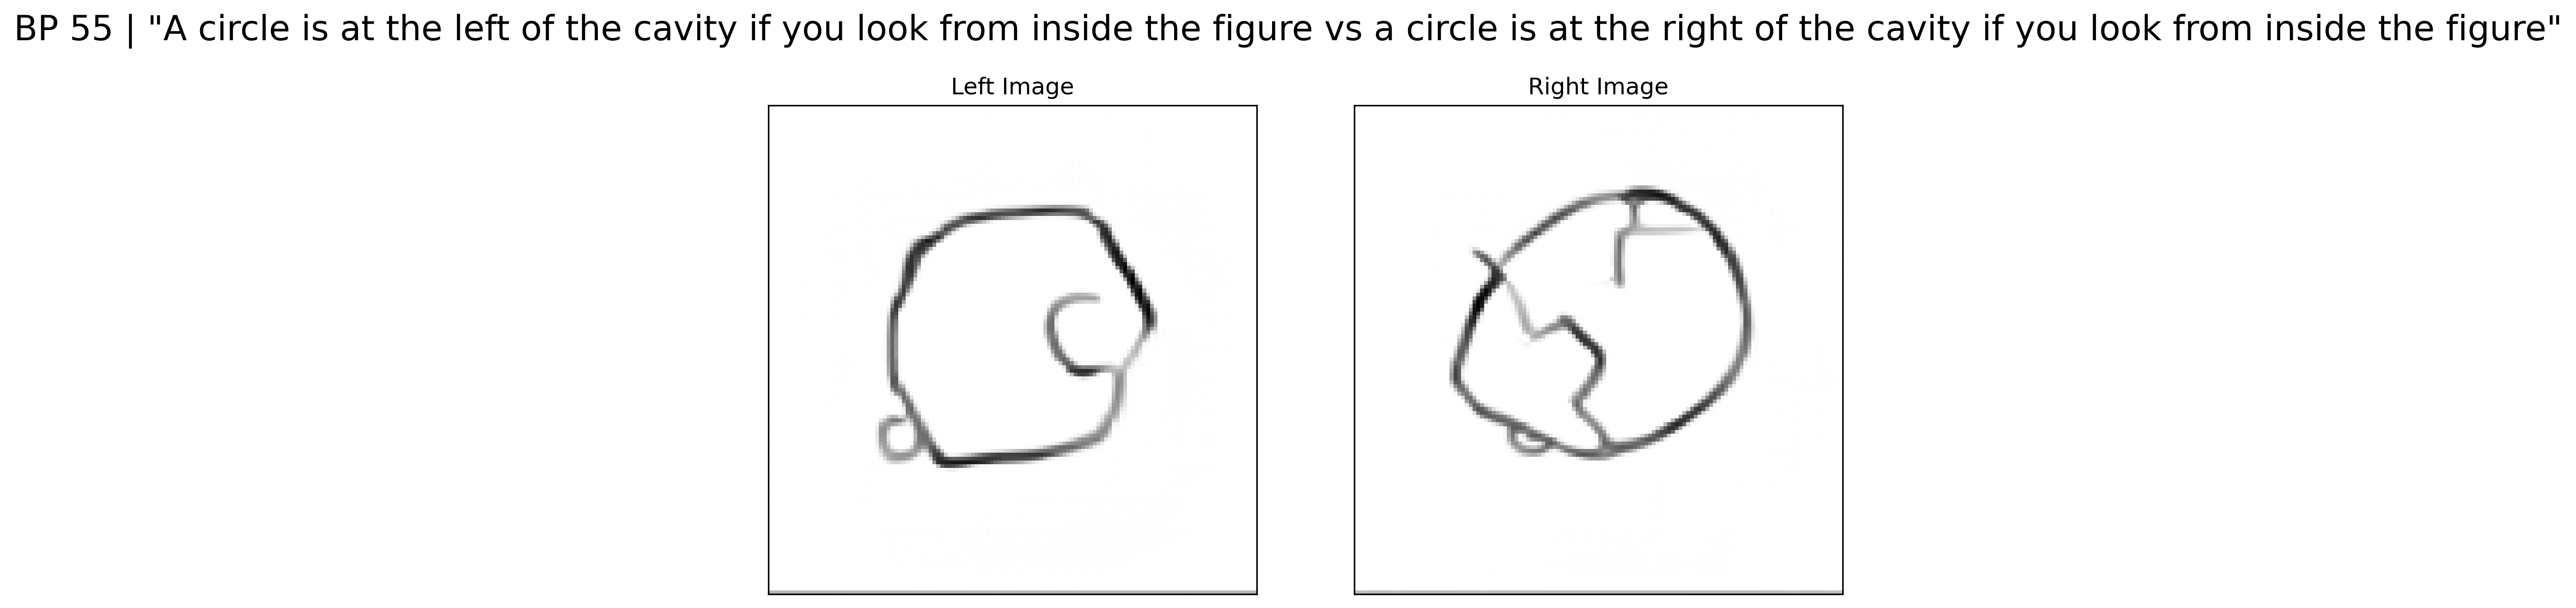 BP 55 | "A circle is at the left of the cavity if you look from inside the figure vs a circle is at the right of the cavity if you look from inside the figure"
Left Image
Right Image